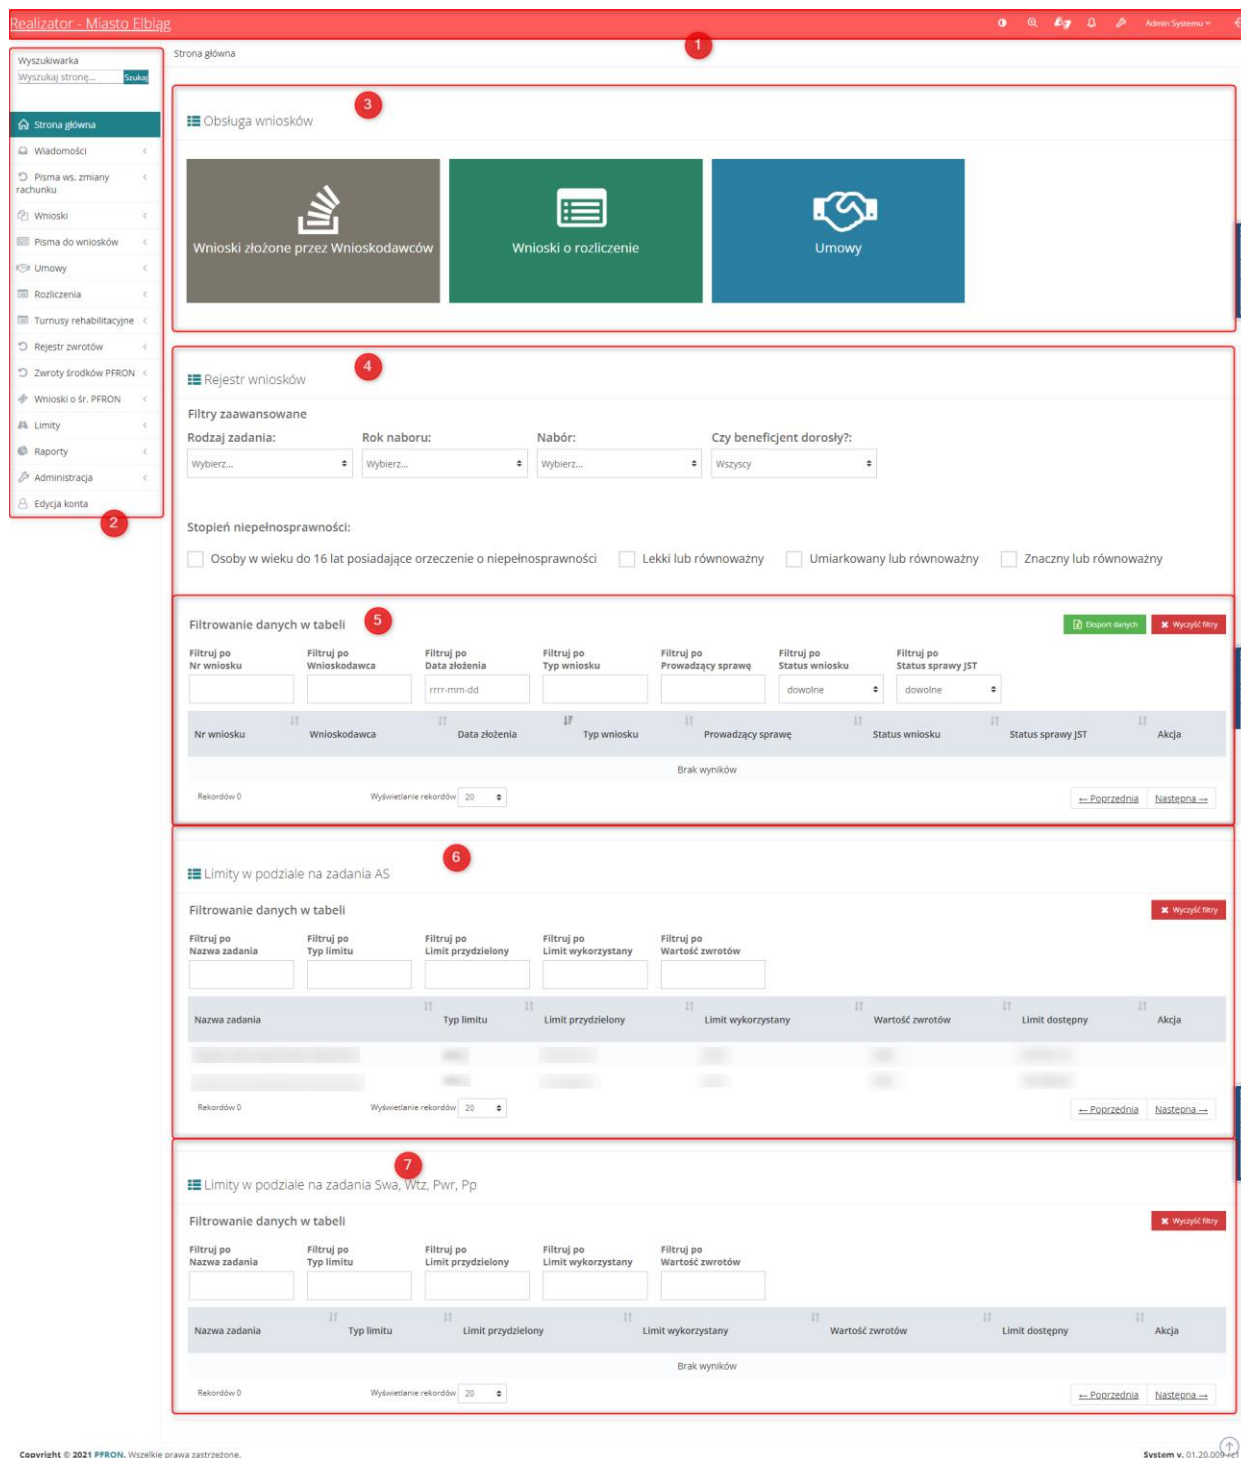 Realizator - Miasto Elbląg
Admin Systemu
1
Wyszukiwarka
Wyszukaj stronę...
Szukaj
Strona główna
Wiadomości
Pisma ws. zmiany
rachunku
Wnioski
Pisma do wniosków
Umowy
Rozliczenia
Turnusy rehabilitacyjne
Rejestr zwrotów
Zwroty środków PFRON
Wnioski o śr. PFRON
Limity
Raporty
Administracja
Edycja konta
2
Strona główna
3
Obsługa wniosków
Wnioski złożone przez Wnioskodawców
Wnioski o rozliczenie
Umowy
4
Rejestr wniosków
Filtry zaawansowane
Rodzaj zadania: Rok naboru: Nabór: Czy beneficjent dorosły?:
Wybierz... Wybierz... Wybierz... Wszyscy
Stopień niepełnosprawności:
Osoby w wieku do 16 lat posiadające orzeczenie o niepełnosprawności Lekki lub równoważny Umiarkowany lub równoważny Znaczny lub równoważny
5
Filtrowanie danych w tabeli Eksport danych Wyczyść filtry
Filtruj po Filtruj po Filtruj po Filtruj po Filtruj po Filtruj po Filtruj po
Nr wniosku Wnioskodawca Data złożenia Typ wniosku Prowadzący sprawę Status wniosku Status sprawy JST
rrrr-mm-dd dowolne dowolne
Nr wniosku Wnioskodawca Data złożenia Typ wniosku Prowadzący sprawę Status wniosku Status sprawy JST Akcja
Brak wyników
Rekordów 0 Wyświetlanie rekordów 20 ← Poprzednia Następna →
6
Limity w podziale na zadania AS
Filtrowanie danych w tabeli Wyczyść filtry
Filtruj po Filtruj po Filtruj po Filtruj po Filtruj po
Nazwa zadania Typ limitu Limit przydzielony Limit wykorzystany Wartość zwrotów
Nazwa zadania Typ limitu Limit przydzielony Limit wykorzystany Wartość zwrotów Limit dostępny Akcja
Rekordów 0 Wyświetlanie rekordów 20 ← Poprzednia Następna →
7
Limity w podziale na zadania Swa, Wtz, Pwr, Pp
Filtrowanie danych w tabeli Wyczyść filtry
Filtruj po Filtruj po Filtruj po Filtruj po Filtruj po
Nazwa zadania Typ limitu Limit przydzielony Limit wykorzystany Wartość zwrotów
Nazwa zadania Typ limitu Limit przydzielony Limit wykorzystany Wartość zwrotów Limit dostępny Akcja
Brak wyników
Rekordów 0 Wyświetlanie rekordów 20 ← Poprzednia Następna →
Copyright © 2021 PFRON. Wszelkie prawa zastrzeżone. System v. 01.20.009